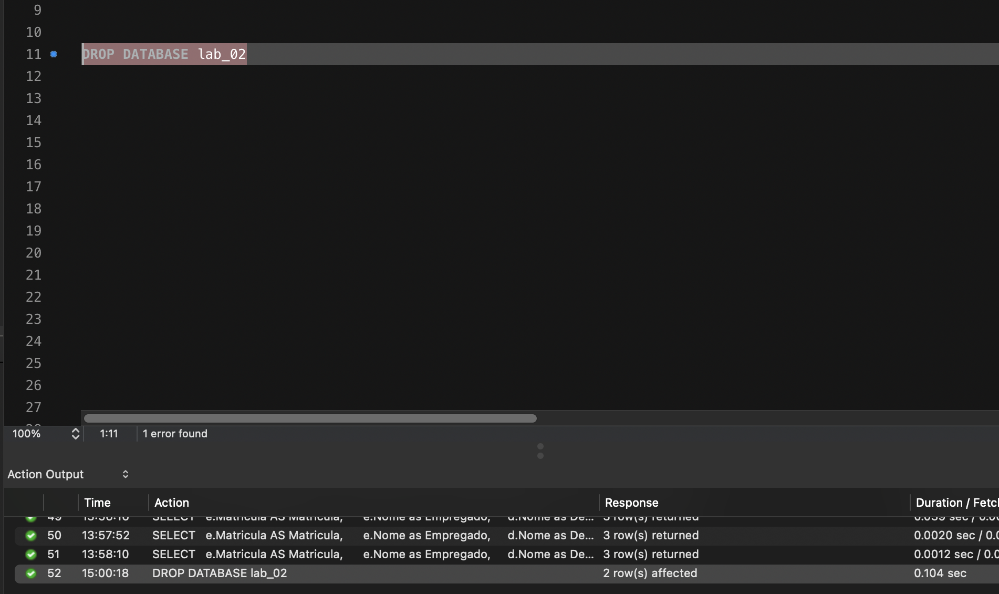 9
10
11 DROP DATABASE lab_02
12
13
14
15
16
17
18
19
20
21
22
23
24
25
26
27
100% 1:11 1 error found
Action Output
Time Action Response Duration / Fetch
SELECT e.Matricula AS Matricula, e.Nome as Empregado, d.Nome as De... 3 row(s) returned
50 13:57:52 SELECT e.Matricula AS Matricula, e.Nome as Empregado, d.Nome as De... 3 row(s) returned 0.0020 sec / 0.0
51 13:58:10 SELECT e.Matricula AS Matricula, e.Nome as Empregado, d.Nome as De... 3 row(s) returned 0.0012 sec / 0.0
52 15:00:18 DROP DATABASE lab_02 2 row(s) affected 0.104 sec